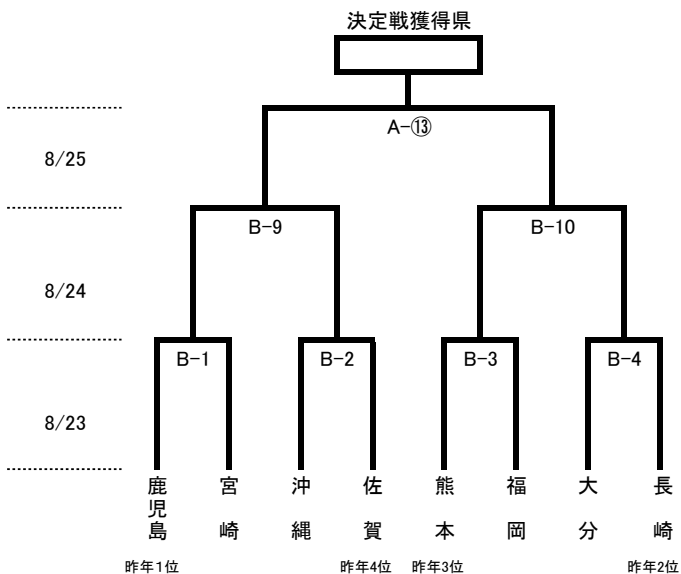 決定戦獲得県
A-⑬
8/25
B-9 B-10
8/24
B-1 B-2 B-3 B-4
8/23
鹿児島 宮崎 沖縄 佐賀 熊本 福岡 大分 長崎
昨年1位 昨年4位 昨年3位 昨年2位